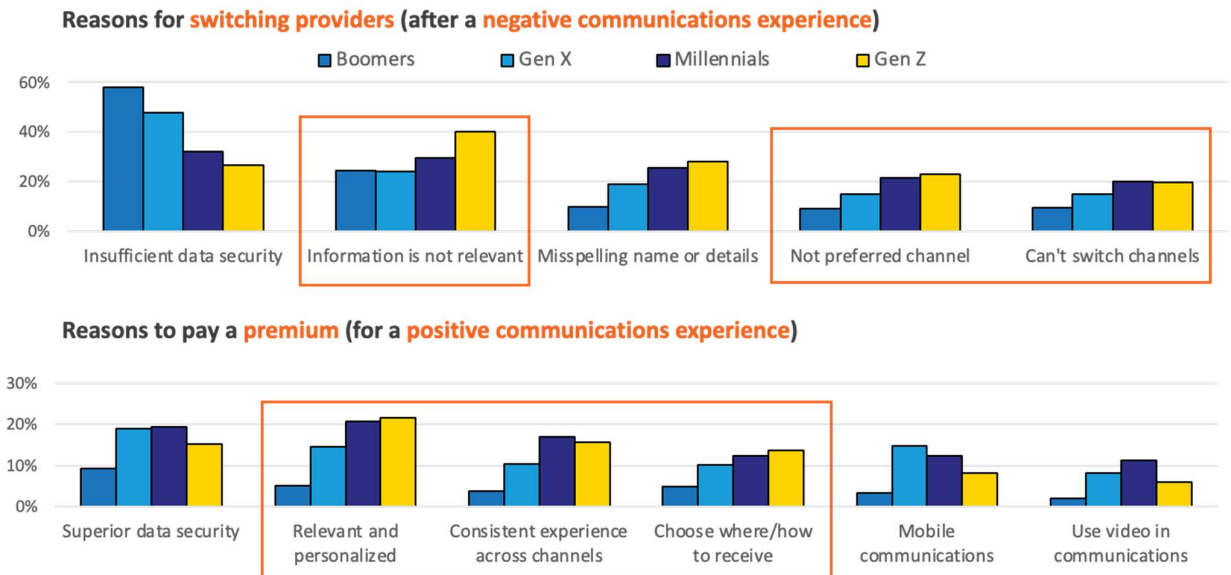 Reasons for switching providers (after a negative communications experience)
Boomers Gen X Millennials Gen Z
60%
40%
20%
0%
Insufficient data security Information is not relevant Misspelling name or details Not preferred channel Can't switch channels
Reasons to pay a premium (for a positive communications experience)
30%
20%
10%
0%
Superior data security Relevant and Consistent experience Choose where/how Mobile Use video in
personalized across channels to receive communications communications